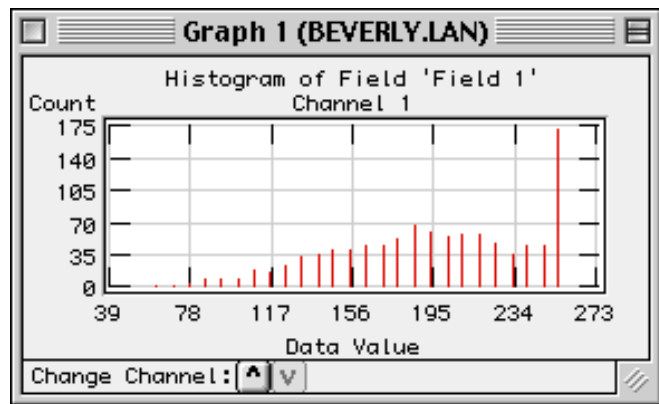 Graph 1 (BEVERLY.LAN)
Histogram of Field 'Field 1'
Count Channel 1
175
140
105
70
35
0
39 78 117 156 195 234 273
Data Value
Change Channel: ^ v